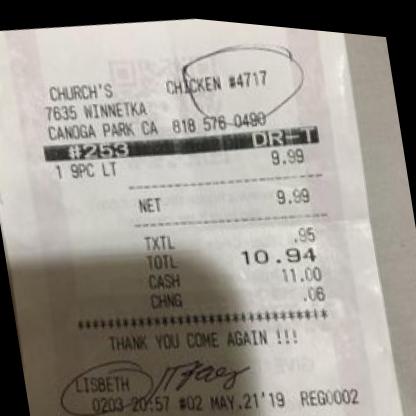 CHURCH'S CHICKEN #4717
7635 WINNETKA
CANOGA PARK CA 818 576 0490
#253 DR-T
1 9PC LT 9.99
NET 9.99
TXTL .95
TOTL 10.94
CASH 11.00
CHNG .06
*********************************
THANK YOU COME AGAIN !!!
LISBETH
0203 20:57 #02 MAY.21'19 REG0002